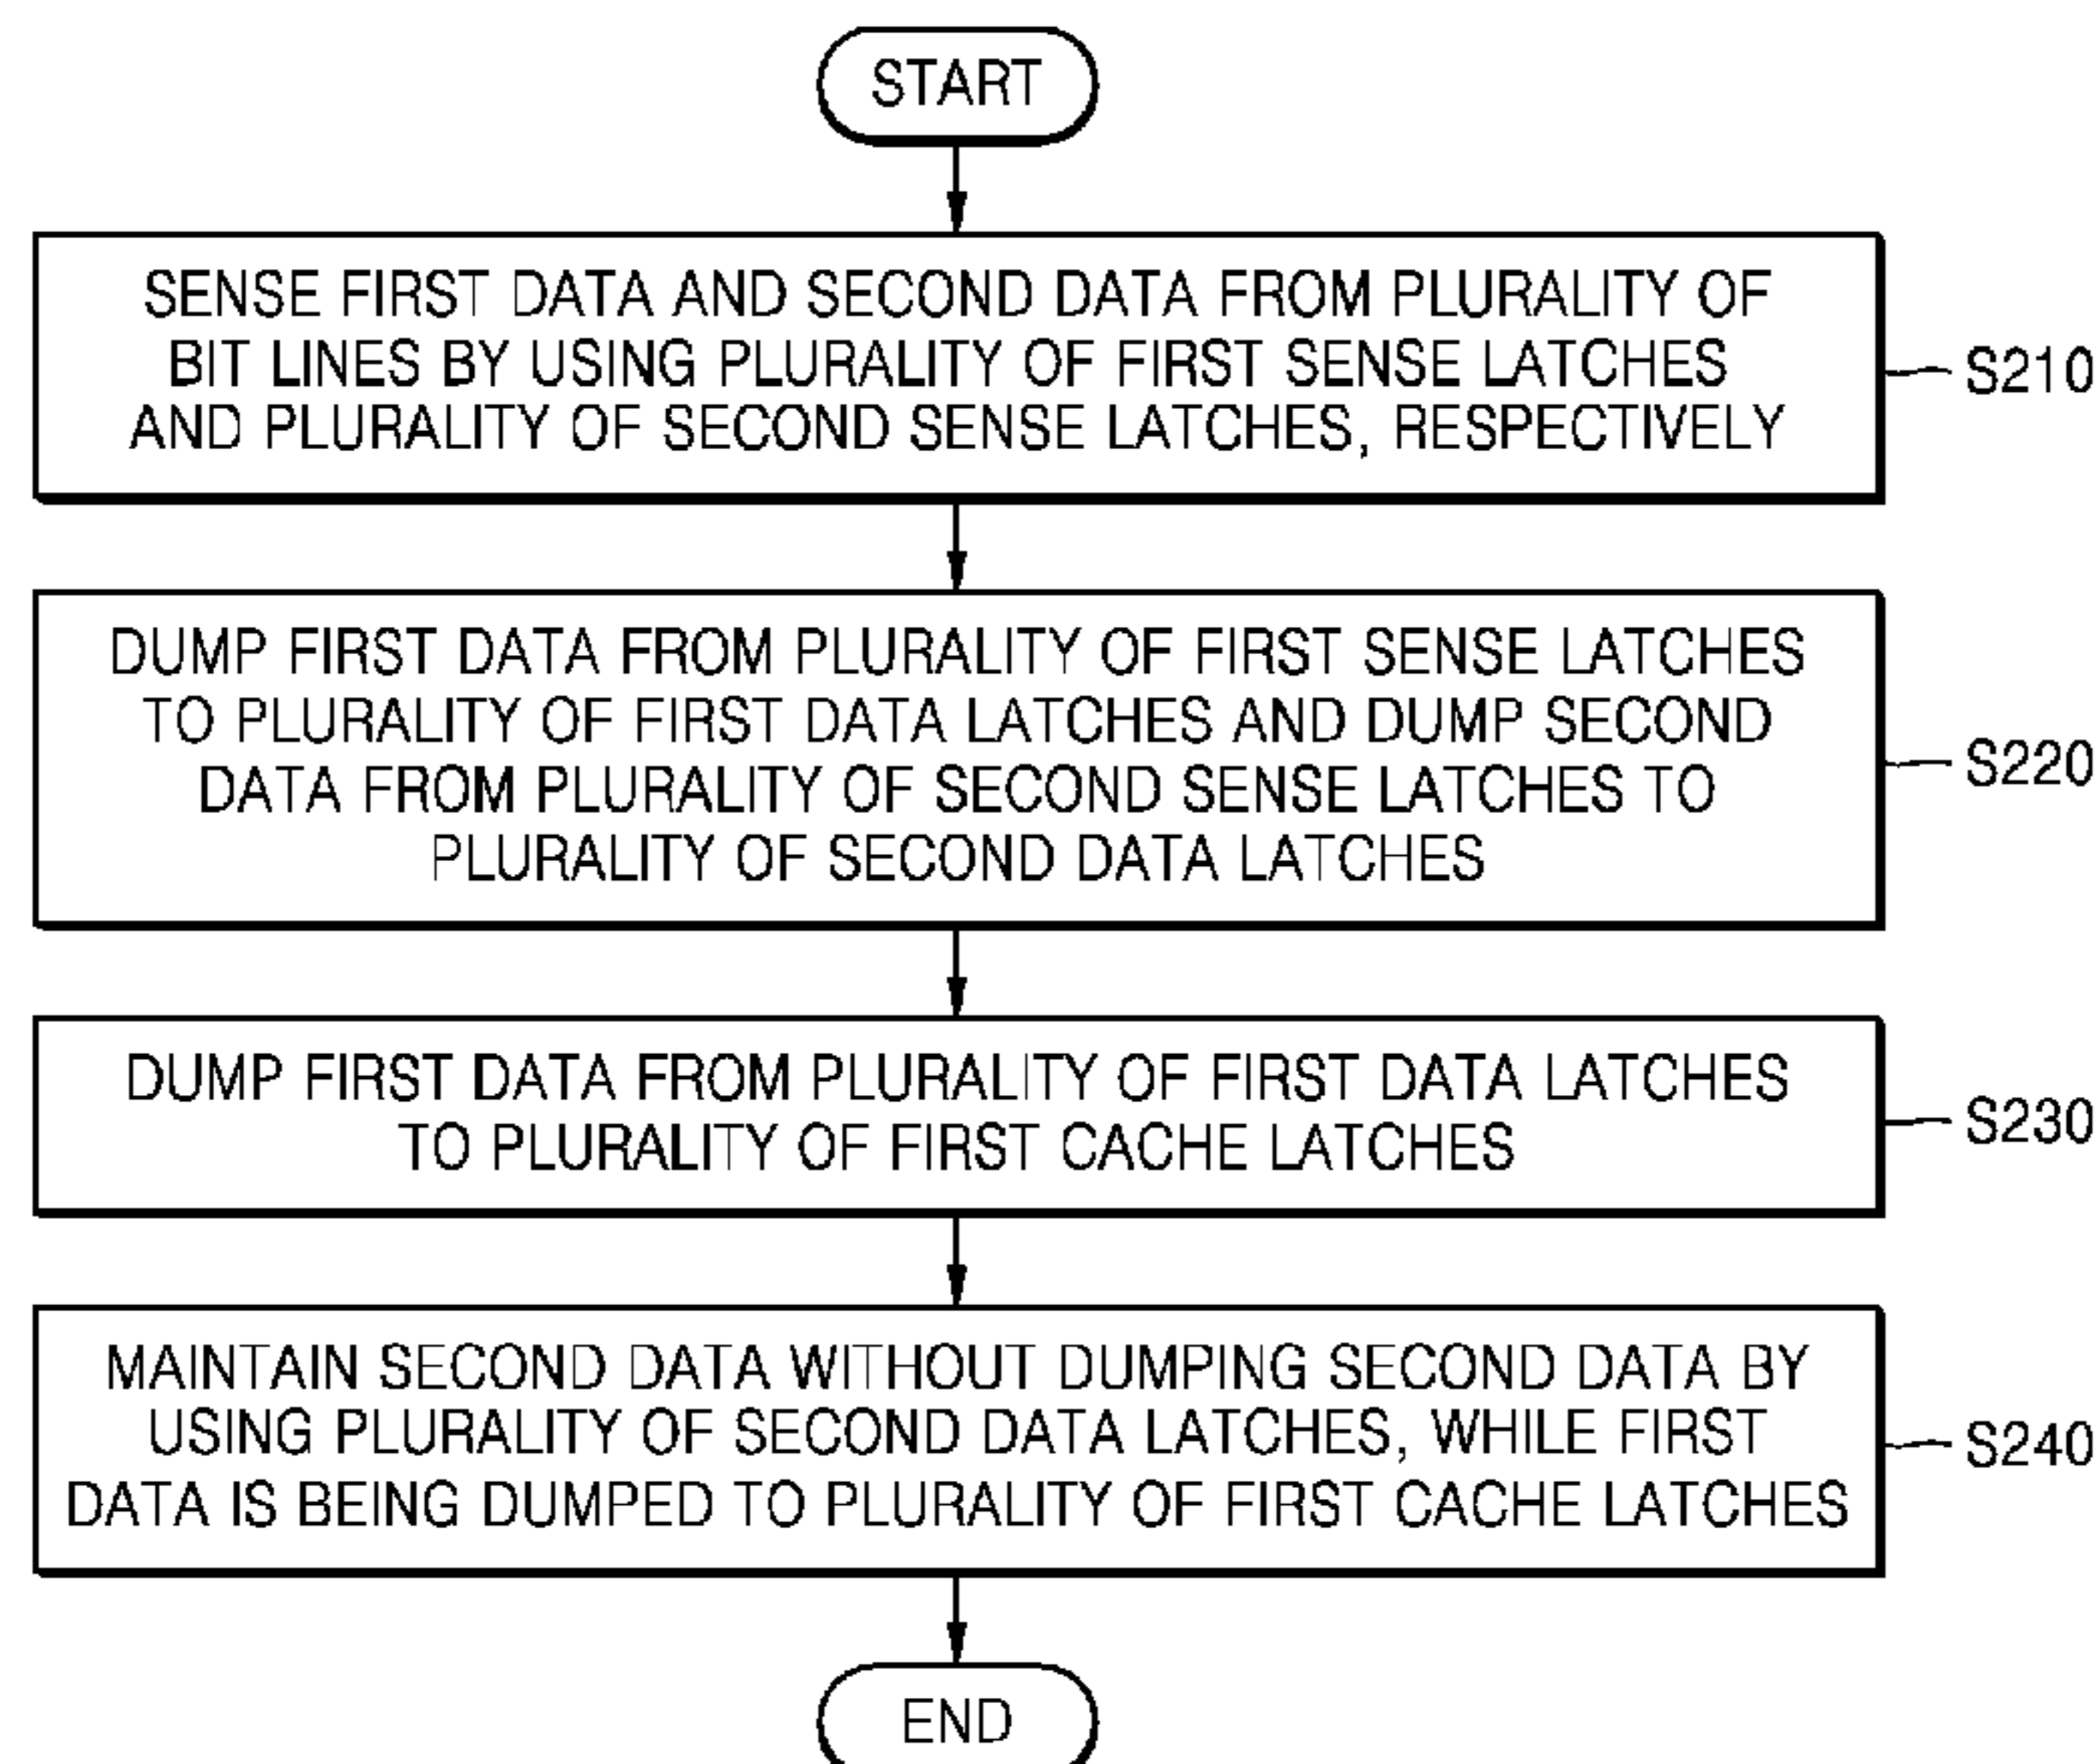 START
SENSE FIRST DATA AND SECOND DATA FROM PLURALITY OF
BIT LINES BY USING PLURALITY OF FIRST SENSE LATCHES
AND PLURALITY OF SECOND SENSE LATCHES, RESPECTIVELY
S210
DUMP FIRST DATA FROM PLURALITY OF FIRST SENSE LATCHES
TO PLURALITY OF FIRST DATA LATCHES AND DUMP SECOND
DATA FROM PLURALITY OF SECOND SENSE LATCHES TO
PLURALITY OF SECOND DATA LATCHES
S220
DUMP FIRST DATA FROM PLURALITY OF FIRST DATA LATCHES
TO PLURALITY OF FIRST CACHE LATCHES
S230
MAINTAIN SECOND DATA WITHOUT DUMPING SECOND DATA BY
USING PLURALITY OF SECOND DATA LATCHES, WHILE FIRST
DATA IS BEING DUMPED TO PLURALITY OF FIRST CACHE LATCHES
S240
END